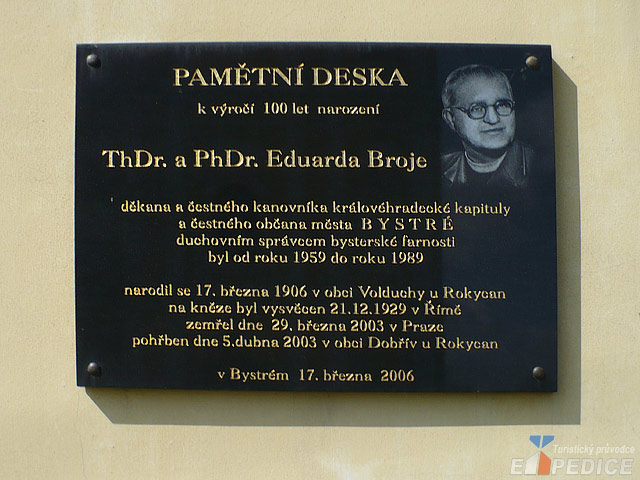 PAMĚTNÍ DESKA
k výročí 100 let narození
ThDr. a PhDr. Eduarda Broje
děkana a čestného kanovníka královéhradecké kapituly
a čestného občana města BYSTRÉ
duchovním správcem bysterské farnosti
byl od roku 1959 do roku 1989
narodil se 17. března 1906 v obci Volduchy u Rokycan
na kněze byl vysvěcen 21.12.1929 v Římě
zemřel dne 29. března 2003 v Praze
pohřben dne 5.dubna 2003 v obci Dobřív u Rokycan
v Bystrém 17. března 2006
Turistický průvodce
EXPEDICE